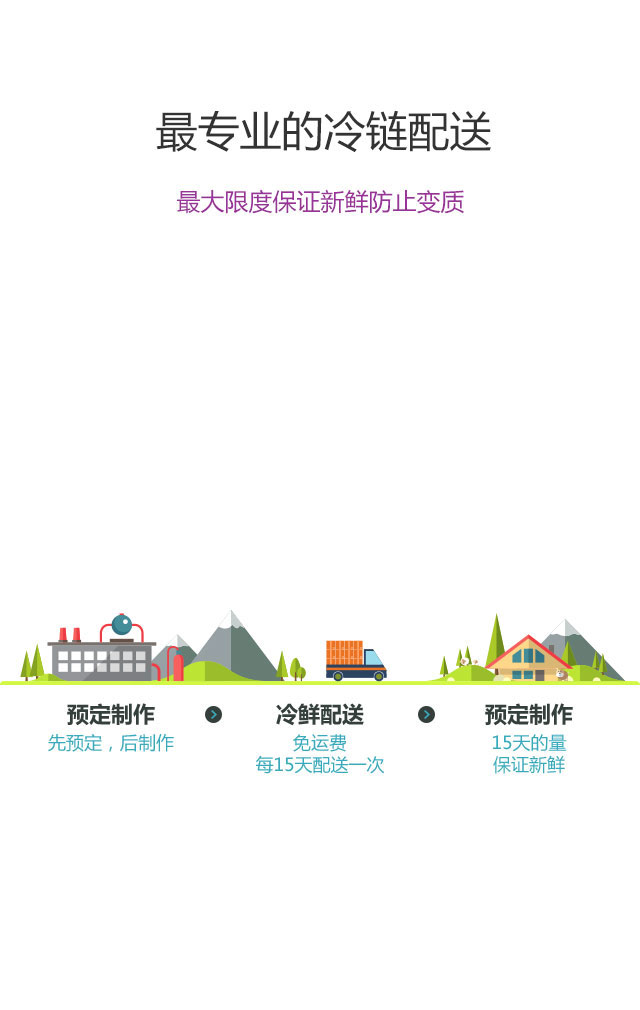 最专业的冷链配送
最大限度保证新鲜防止变质
预定制作
先预定，后制作
冷鲜配送
免运费
每15天配送一次
预定制作
15天的量
保证新鲜